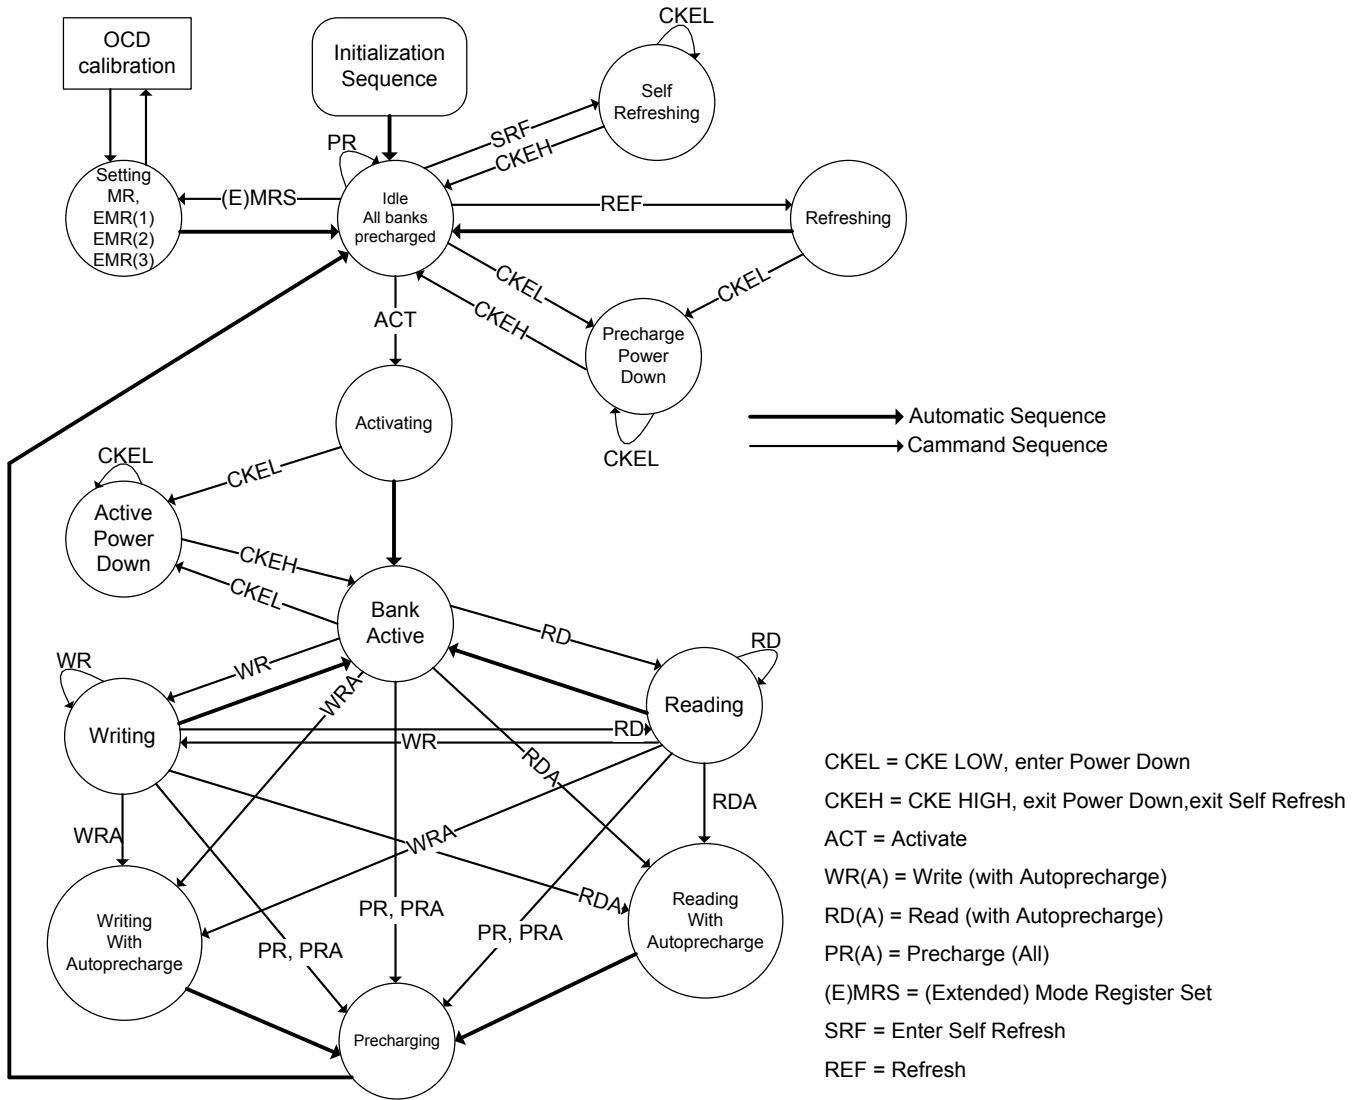 OCD
calibration
Initialization
Sequence
CKEL
Self
Refreshing
PR
SRF
CKEH
Setting
MR,
EMR(1)
EMR(2)
EMR(3)
(E)MRS
Idle
All banks
precharged
REF
Refreshing
CKEL
CKEH
CKEL
ACT
Precharge
Power
Down
CKEL
Activating
Automatic Sequence
Cammand Sequence
CKEL
CKEL
Active
Power
Down
CKEH
CKEL
Bank
Active
RD
RD
WR
WR
Reading
Writing
RD
WR
WRA
RDA
RDA
WRA
WRA
RDA
PR, PRA
PR, PRA
PR, PRA
Writing
With
Autoprecharge
Reading
With
Autoprecharge
Precharging
CKEL = CKE LOW, enter Power Down
CKEH = CKE HIGH, exit Power Down,exit Self Refresh
ACT = Activate
WR(A) = Write (with Autoprecharge)
RD(A) = Read (with Autoprecharge)
PR(A) = Precharge (All)
(E)MRS = (Extended) Mode Register Set
SRF = Enter Self Refresh
REF = Refresh